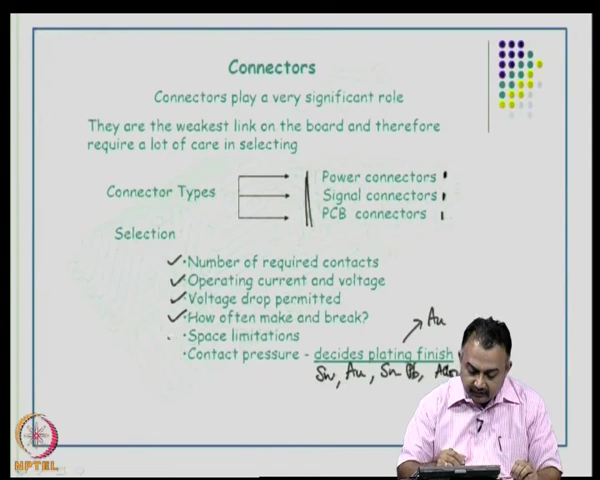 Connectors
Connectors play a very significant role
They are the weakest link on the board and therefore
require a lot of care in selecting
Connector Types
Power connectors
Signal connectors
PCB connectors
Selection
✓•Number of required contacts
✓•Operating current and voltage
✓•Voltage drop permitted
✓•How often make and break?
•Space limitations
Au
•Contact pressure - decides plating finish
Sn, Au, Sn Pb,
NPTEL